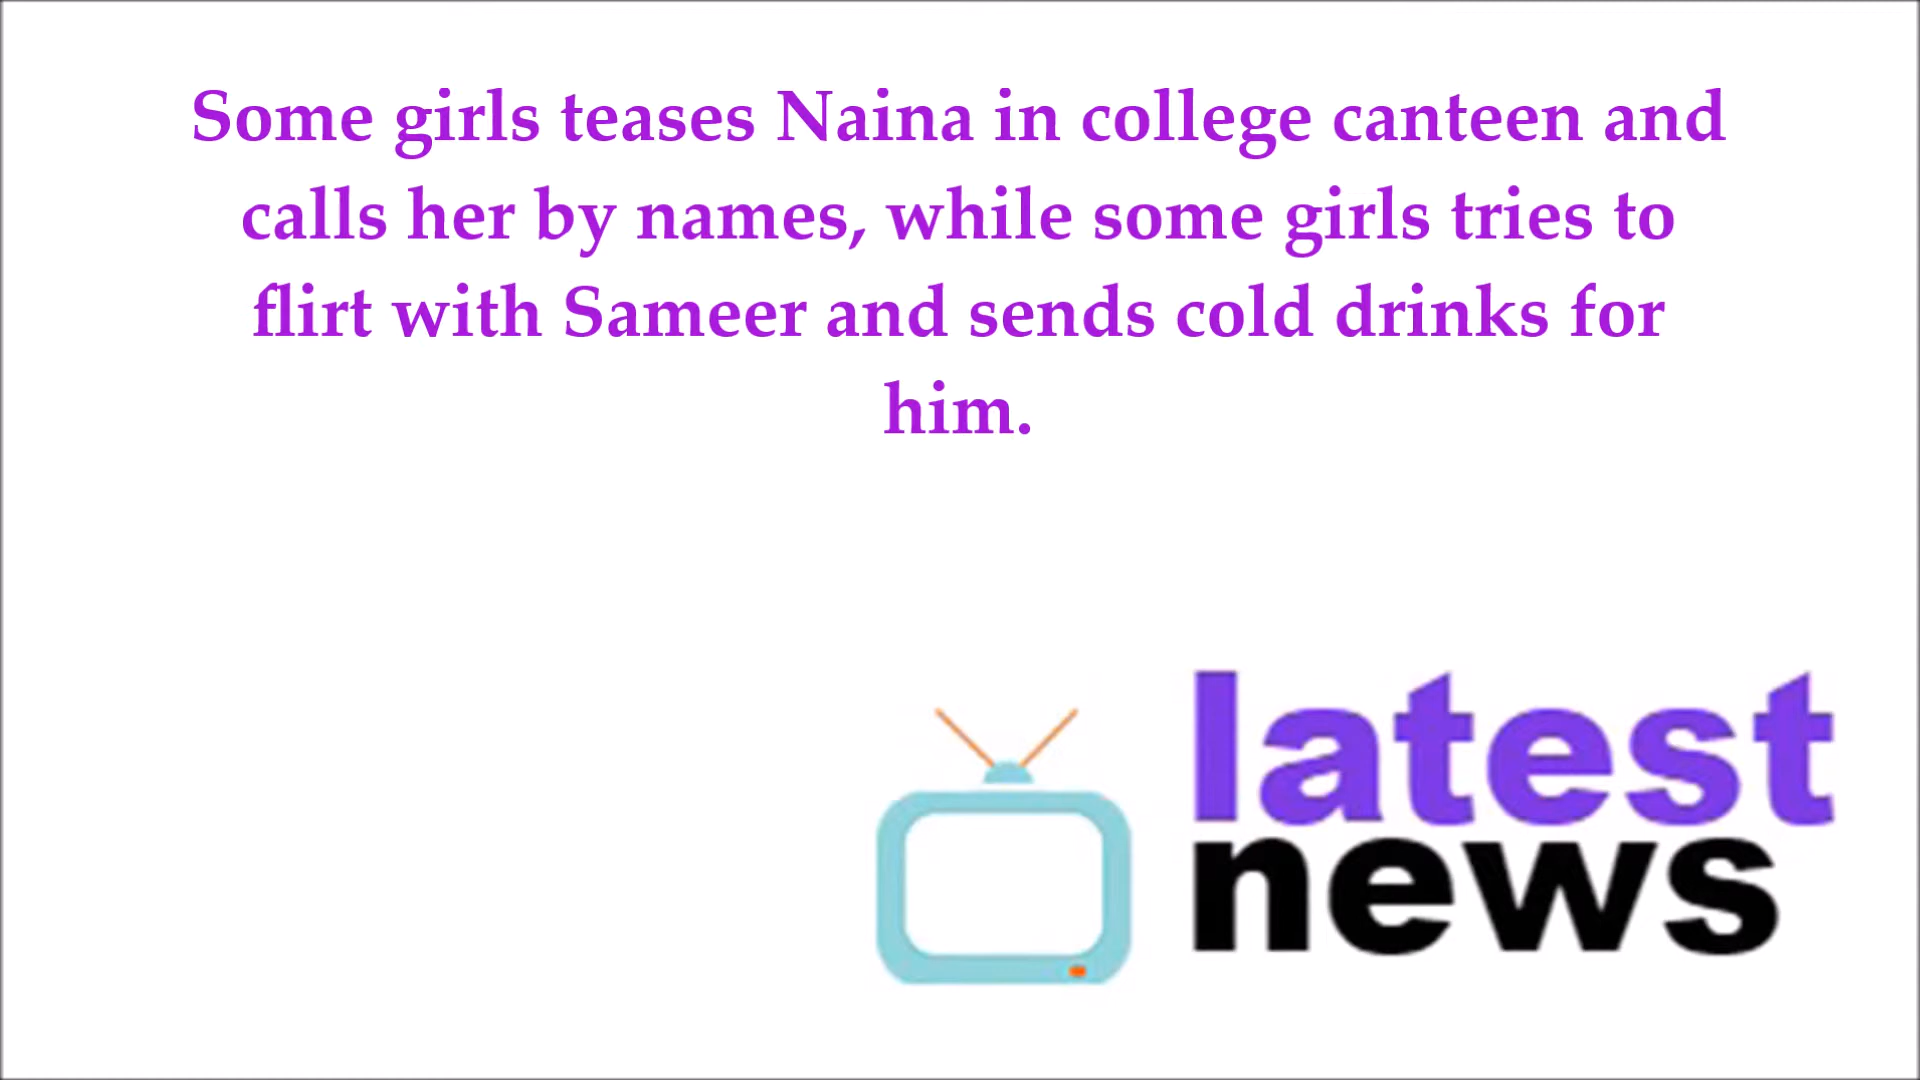 Some girls teases Naina in college canteen and
calls her by names, while some girls tries to
flirt with Sameer and sends cold drinks for
him.
latest
news